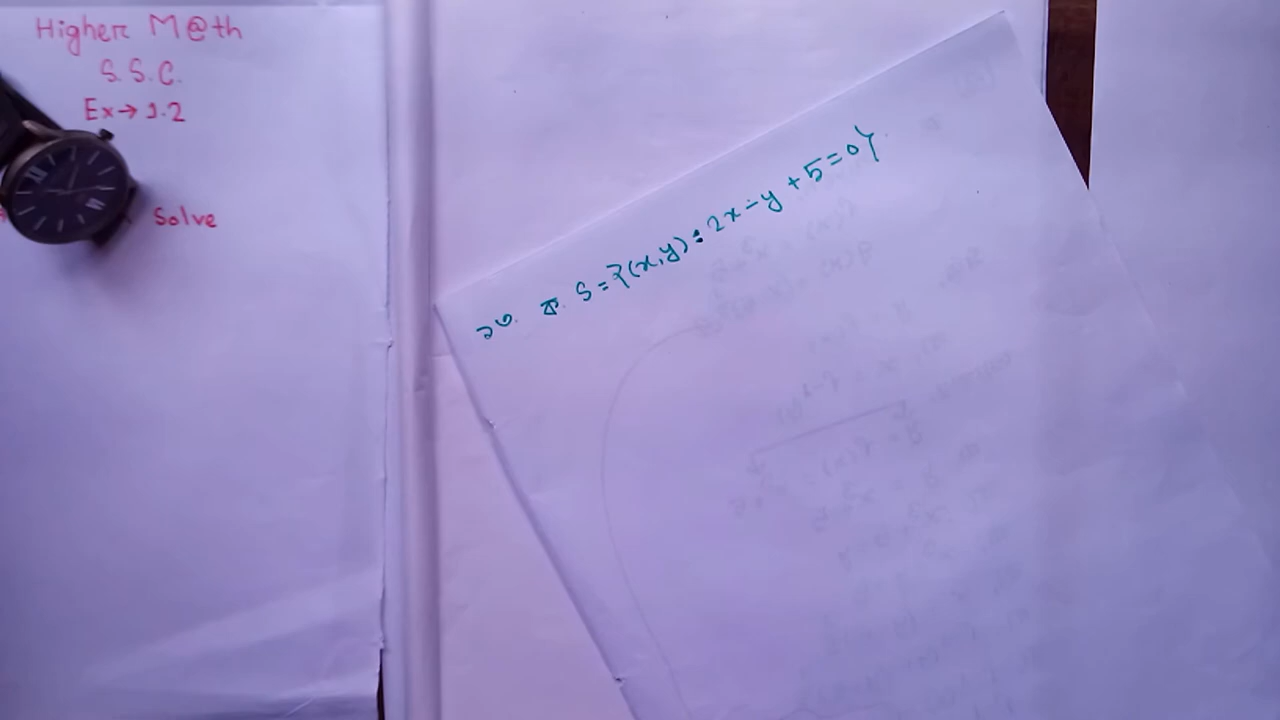 Higher M@th
S.S.C.
Ex→1.2
Solve
১৩. ক. S = {(x,y) : 2x - y + 5 = 0}